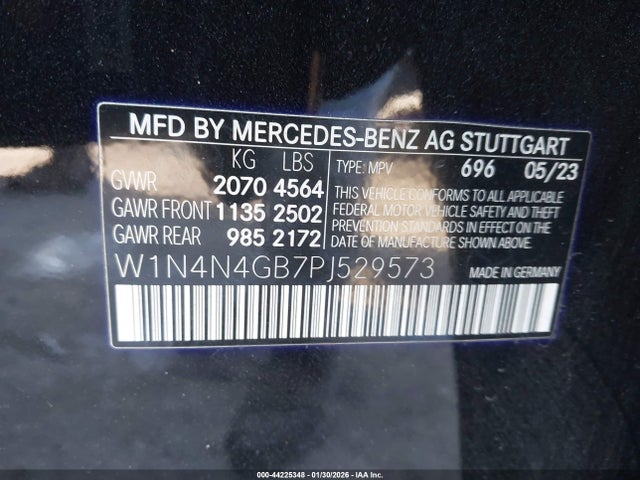 MFD BY MERCEDES-BENZ AG STUTTGART
KG LBS TYPE: MPV 696 05/23
GVWR 2070 4564
GAWR FRONT 1135 2502
GAWR REAR 985 2172
THIS VEHICLE CONFORMS TO ALL APPLICABLE
FEDERAL MOTOR VEHICLE SAFETY AND THEFT
PREVENTION STANDARDS IN EFFECT ON THE
DATE OF MANUFACTURE SHOWN ABOVE.
W1N4N4GB7PJ529573 MADE IN GERMANY
000-44225348 | 01/30/2026 - IAA Inc.